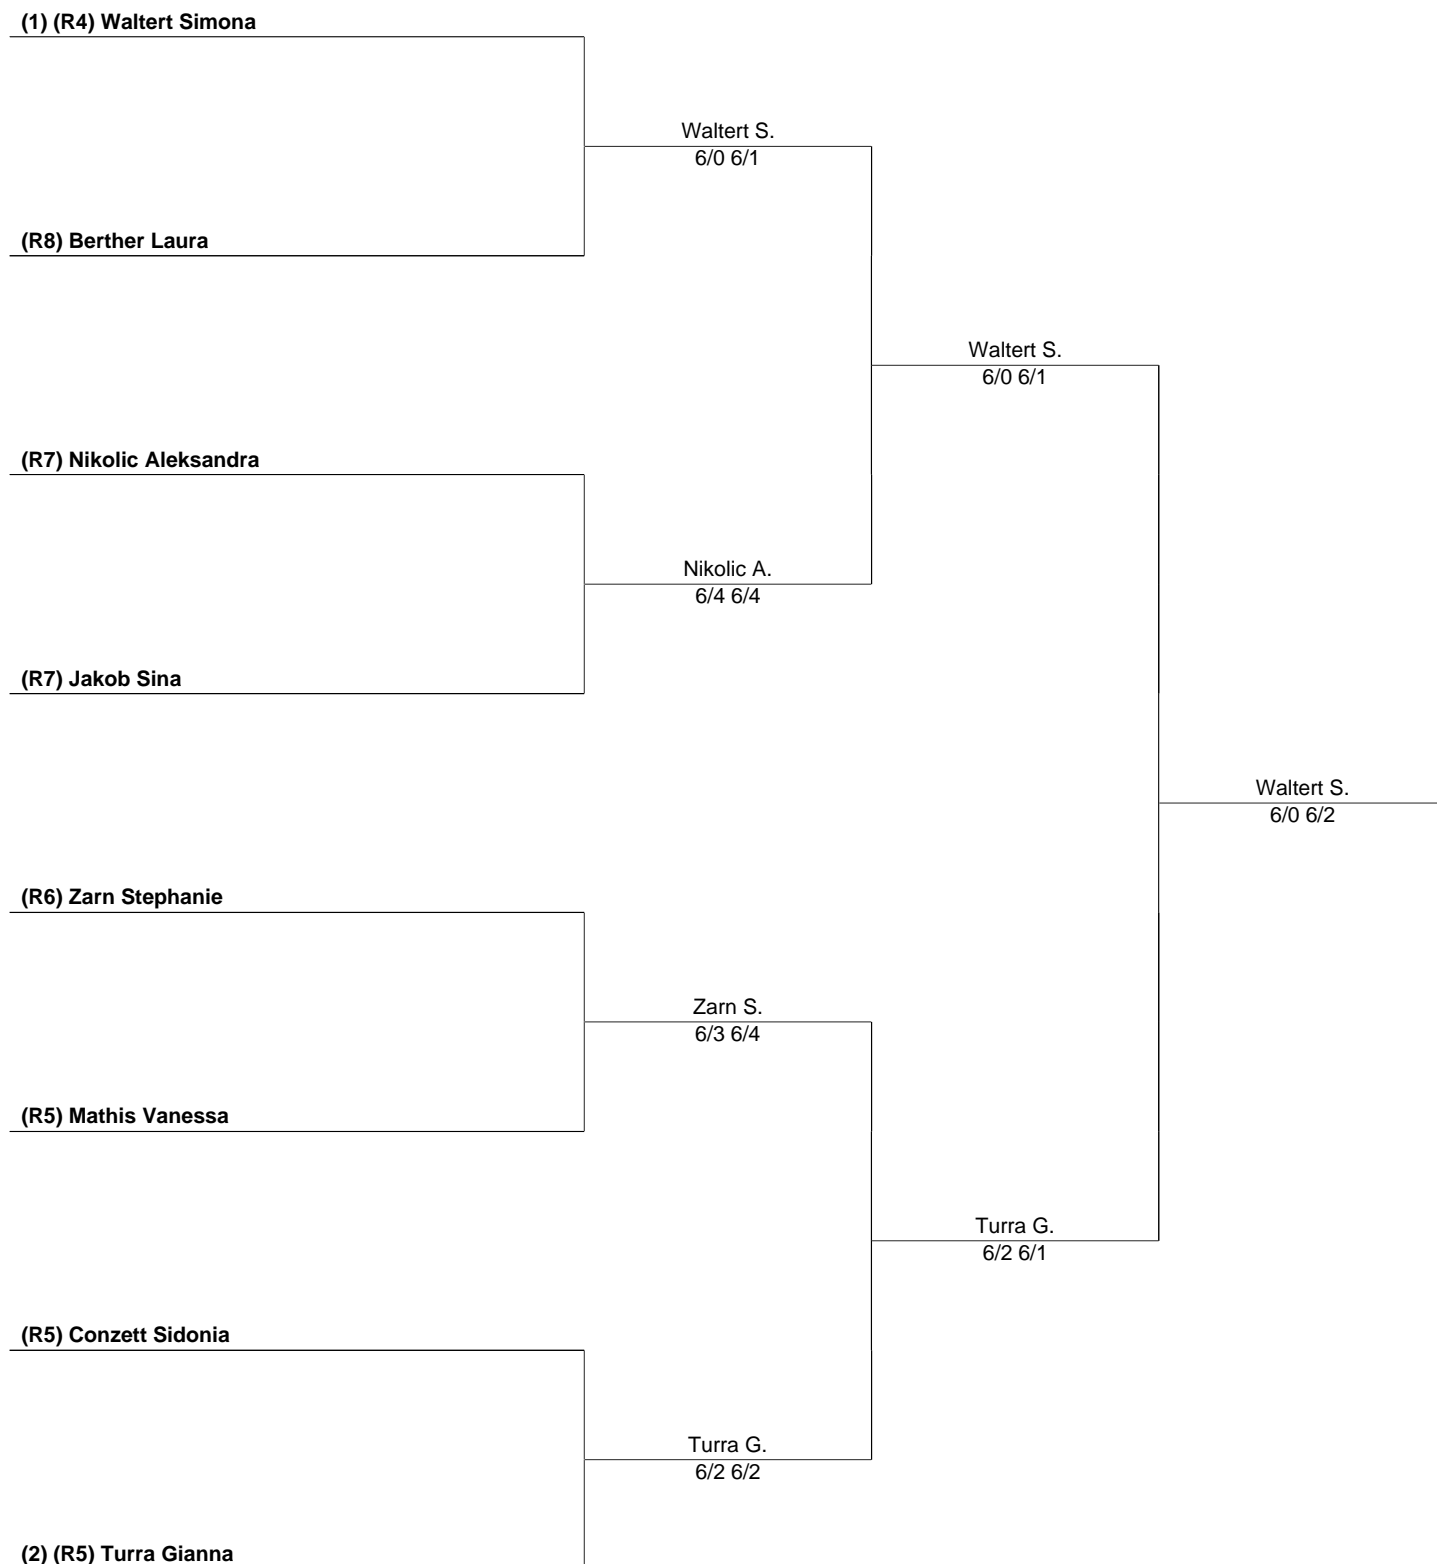 (1) (R4) Waltert Simona
Waltert S.
6/0 6/1
(R8) Berther Laura
Waltert S.
6/0 6/1
(R7) Nikolic Aleksandra
Nikolic A.
6/4 6/4
(R7) Jakob Sina
Waltert S.
6/0 6/2
(R6) Zarn Stephanie
Zarn S.
6/3 6/4
(R5) Mathis Vanessa
Turra G.
6/2 6/1
(R5) Conzett Sidonia
Turra G.
6/2 6/2
(2) (R5) Turra Gianna